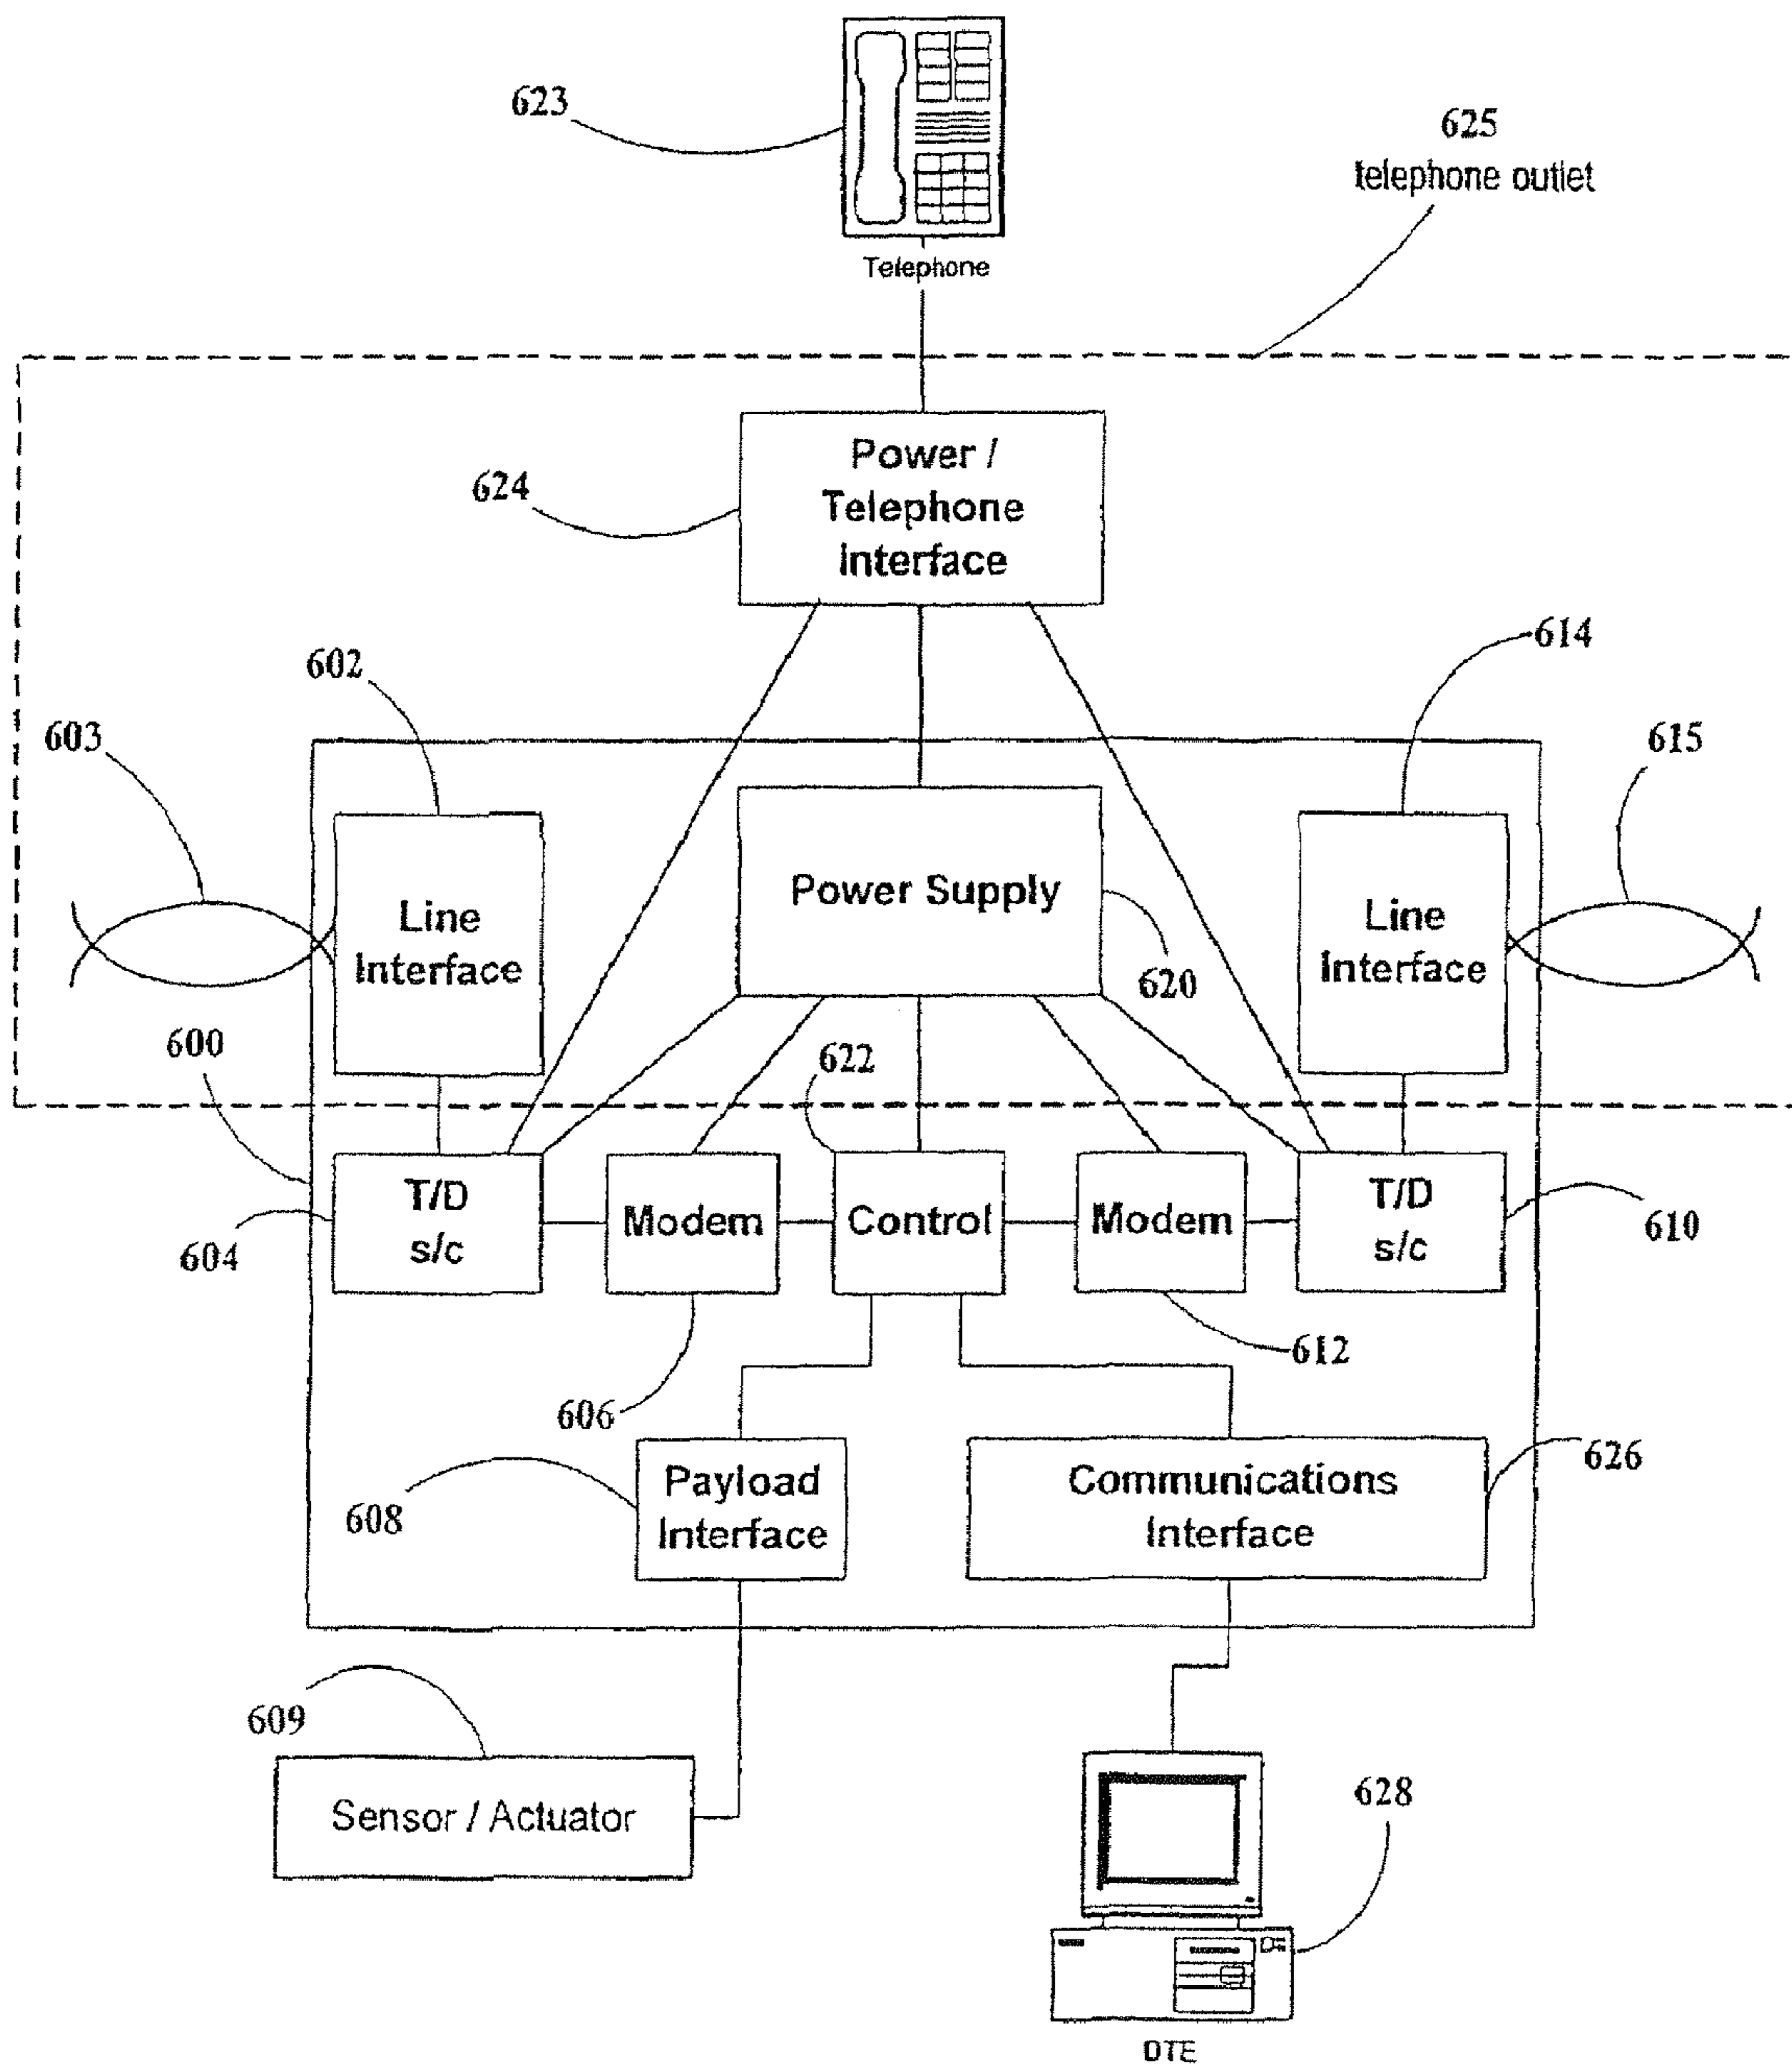 623
625
telephone outlet
Telephone
Power /
Telephone
Interface
624
614
602
603
615
Line
Interface
Power Supply
Line
Interface
620
600
622
T/D
s/c
Modem
Control
Modem
T/D
s/c
604
610
612
606
Payload
Interface
Communications
Interface
626
608
609
Sensor / Actuator
628
DTE